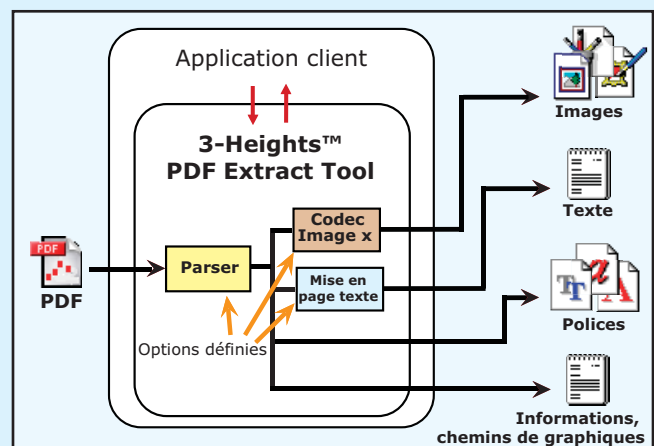 Application client
3-Heights™
PDF Extract Tool
Images
Codec
Image x
Texte
PDF
Parser
PDF
Mise en
page texte
Options définies
Polices
Informations,
chemins de graphiques